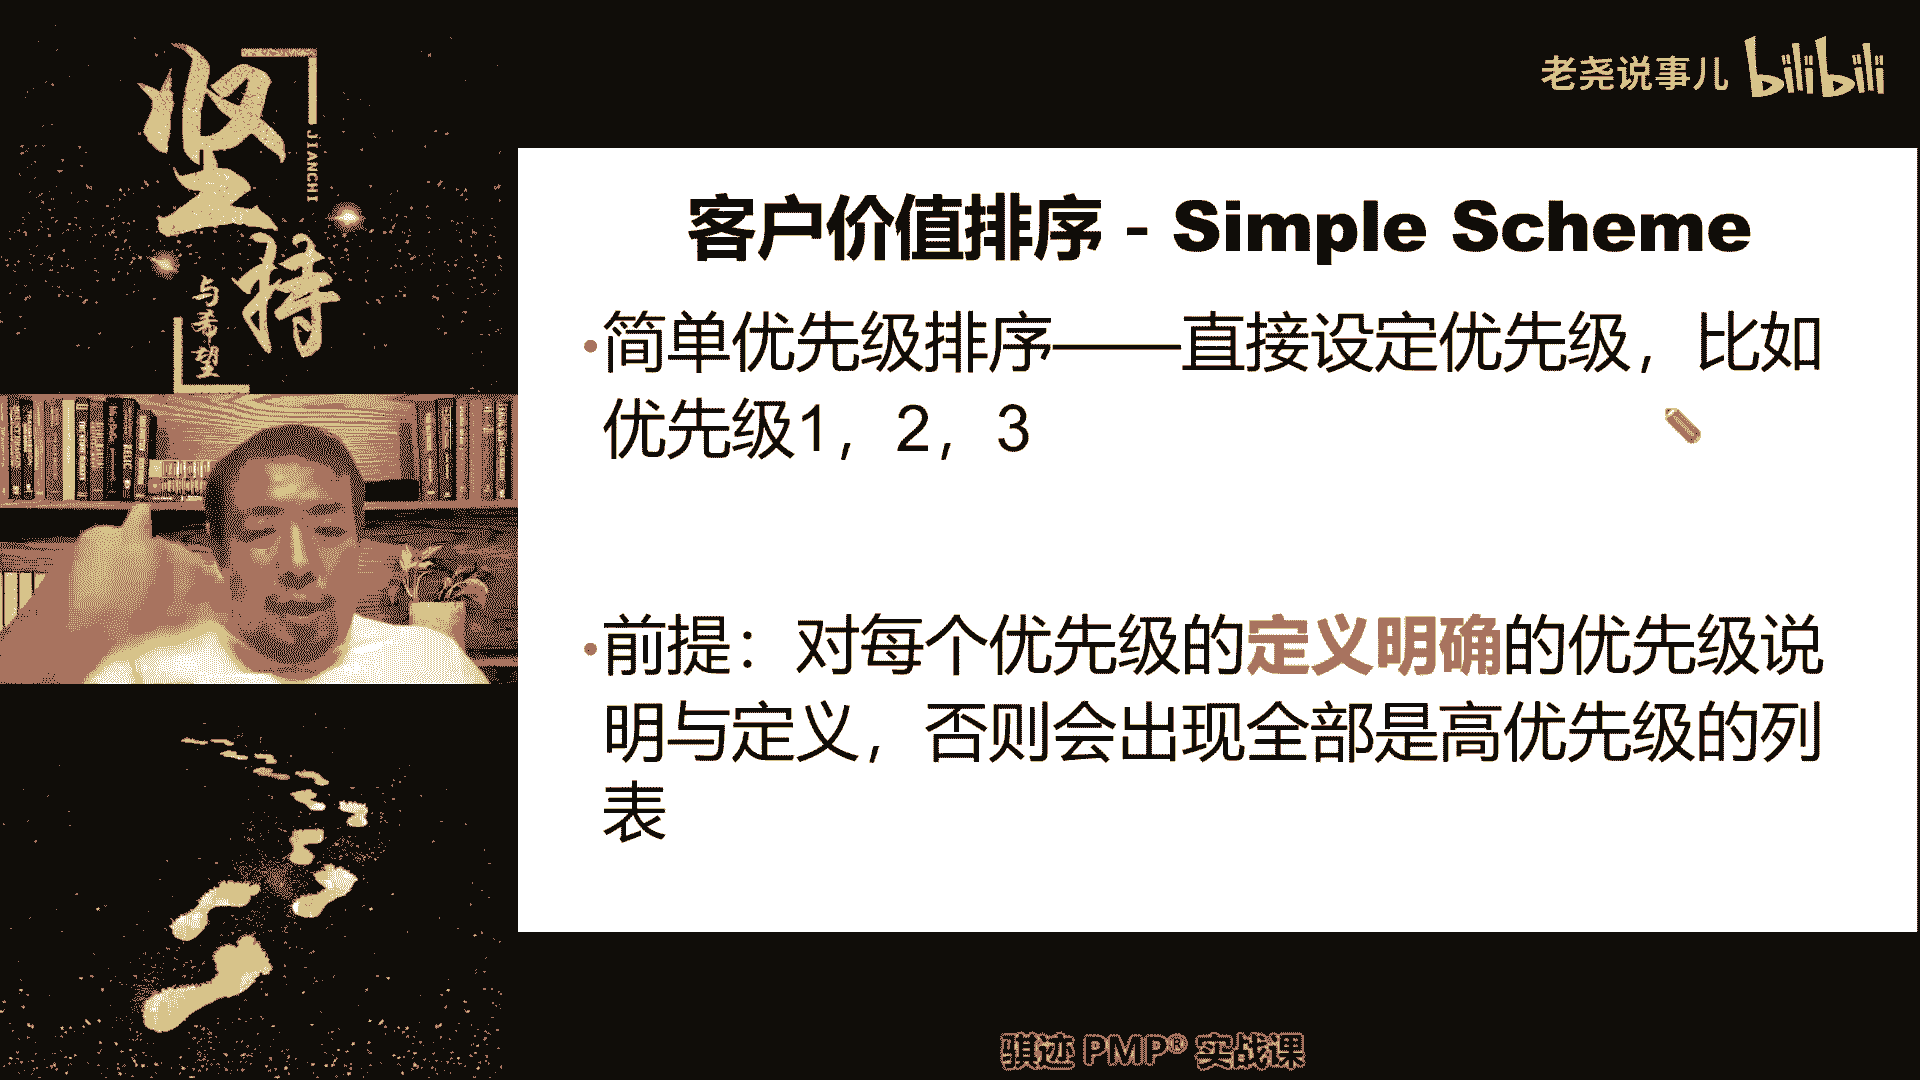 坚持
JIANCHI
与希望
老尧说事儿 bilibili
客户价值排序 - Simple Scheme
•简单优先级排序——直接设定优先级，比如
优先级1，2，3
•前提：对每个优先级的定义明确的优先级说
明与定义，否则会出现全部是高优先级的列
表
骐迹 PMP® 实战课